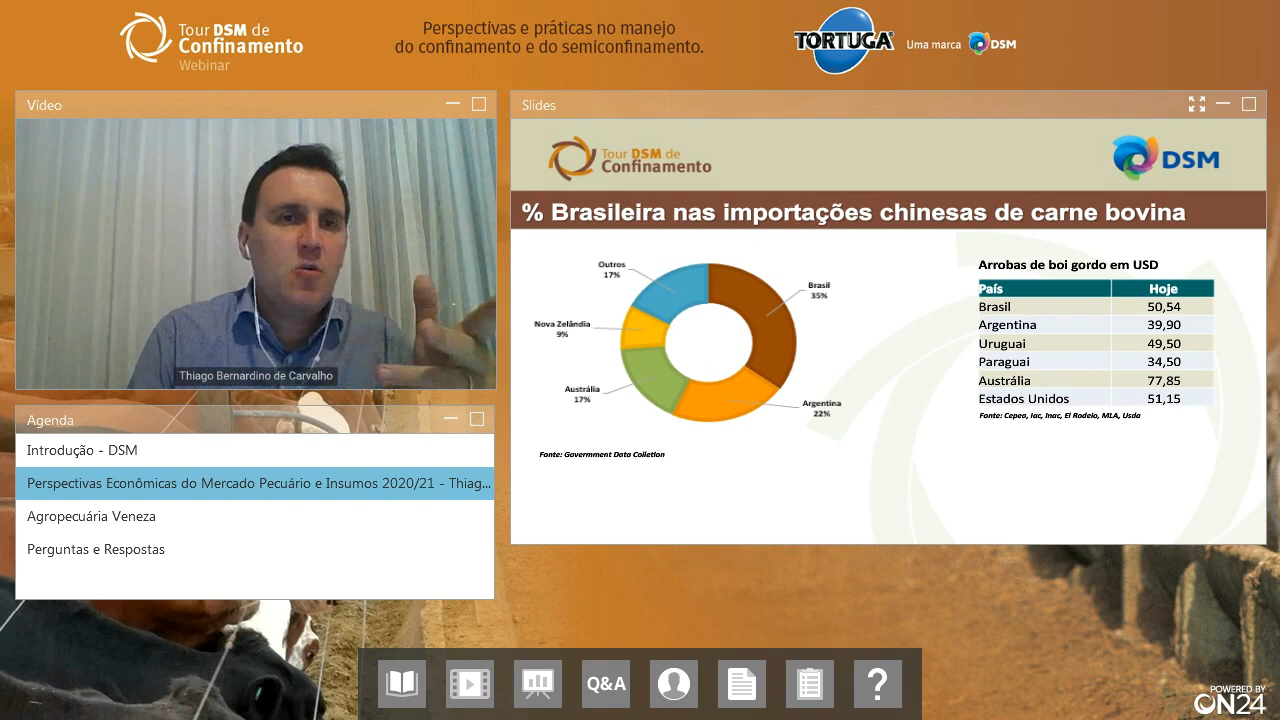 Tour DSM de
Confinamento
Webinar
Perspectivas e práticas no manejo
do confinamento e do semiconfinamento.
TORTUGA
Uma marca DSM
Vídeo
Thiago Bernardino de Carvalho
Agenda
Introdução - DSM
Perspectivas Econômicas do Mercado Pecuário e Insumos 2020/21 - Thiag...
Agropecuária Veneza
Perguntas e Respostas
Slides
Tour DSM de
Confinamento
DSM
% Brasileira nas importações chinesas de carne bovina
Outros
17%
Brasil
35%
Nova Zelândia
9%
Austrália
17%
Argentina
22%
Fonte: Govermment Data Colletion
Arrobas de boi gordo em USD
País Hoje
Brasil 50,54
Argentina 39,90
Uruguai 49,50
Paraguai 34,50
Austrália 77,85
Estados Unidos 51,15
Fonte: Cepea, Iac, Inac, El Rodeio, MLA, Usda
Q&A
?
POWERED BY
ON24